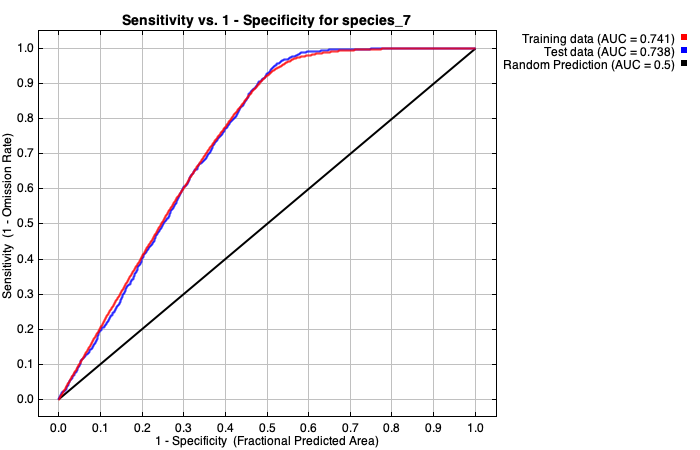 Sensitivity vs. 1 - Specificity for species_7
Training data (AUC = 0.741)
Test data (AUC = 0.738)
Random Prediction (AUC = 0.5)
Sensitivity (1 - Omission Rate)
1.0
0.9
0.8
0.7
0.6
0.5
0.4
0.3
0.2
0.1
0.0
0.0 0.1 0.2 0.3 0.4 0.5 0.6 0.7 0.8 0.9 1.0
1 - Specificity (Fractional Predicted Area)